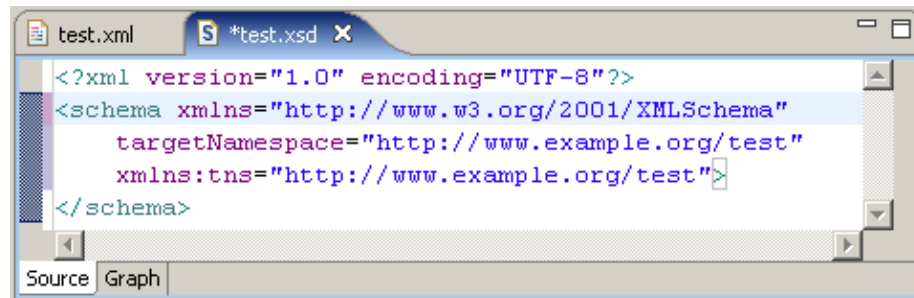 test.xml
S *test.xsd
<?xml version="1.0" encoding="UTF-8"?>
<schema xmlns="http://www.w3.org/2001/XMLSchema"
targetNamespace="http://www.example.org/test"
xmlns:tns="http://www.example.org/test">
</schema>
Source Graph